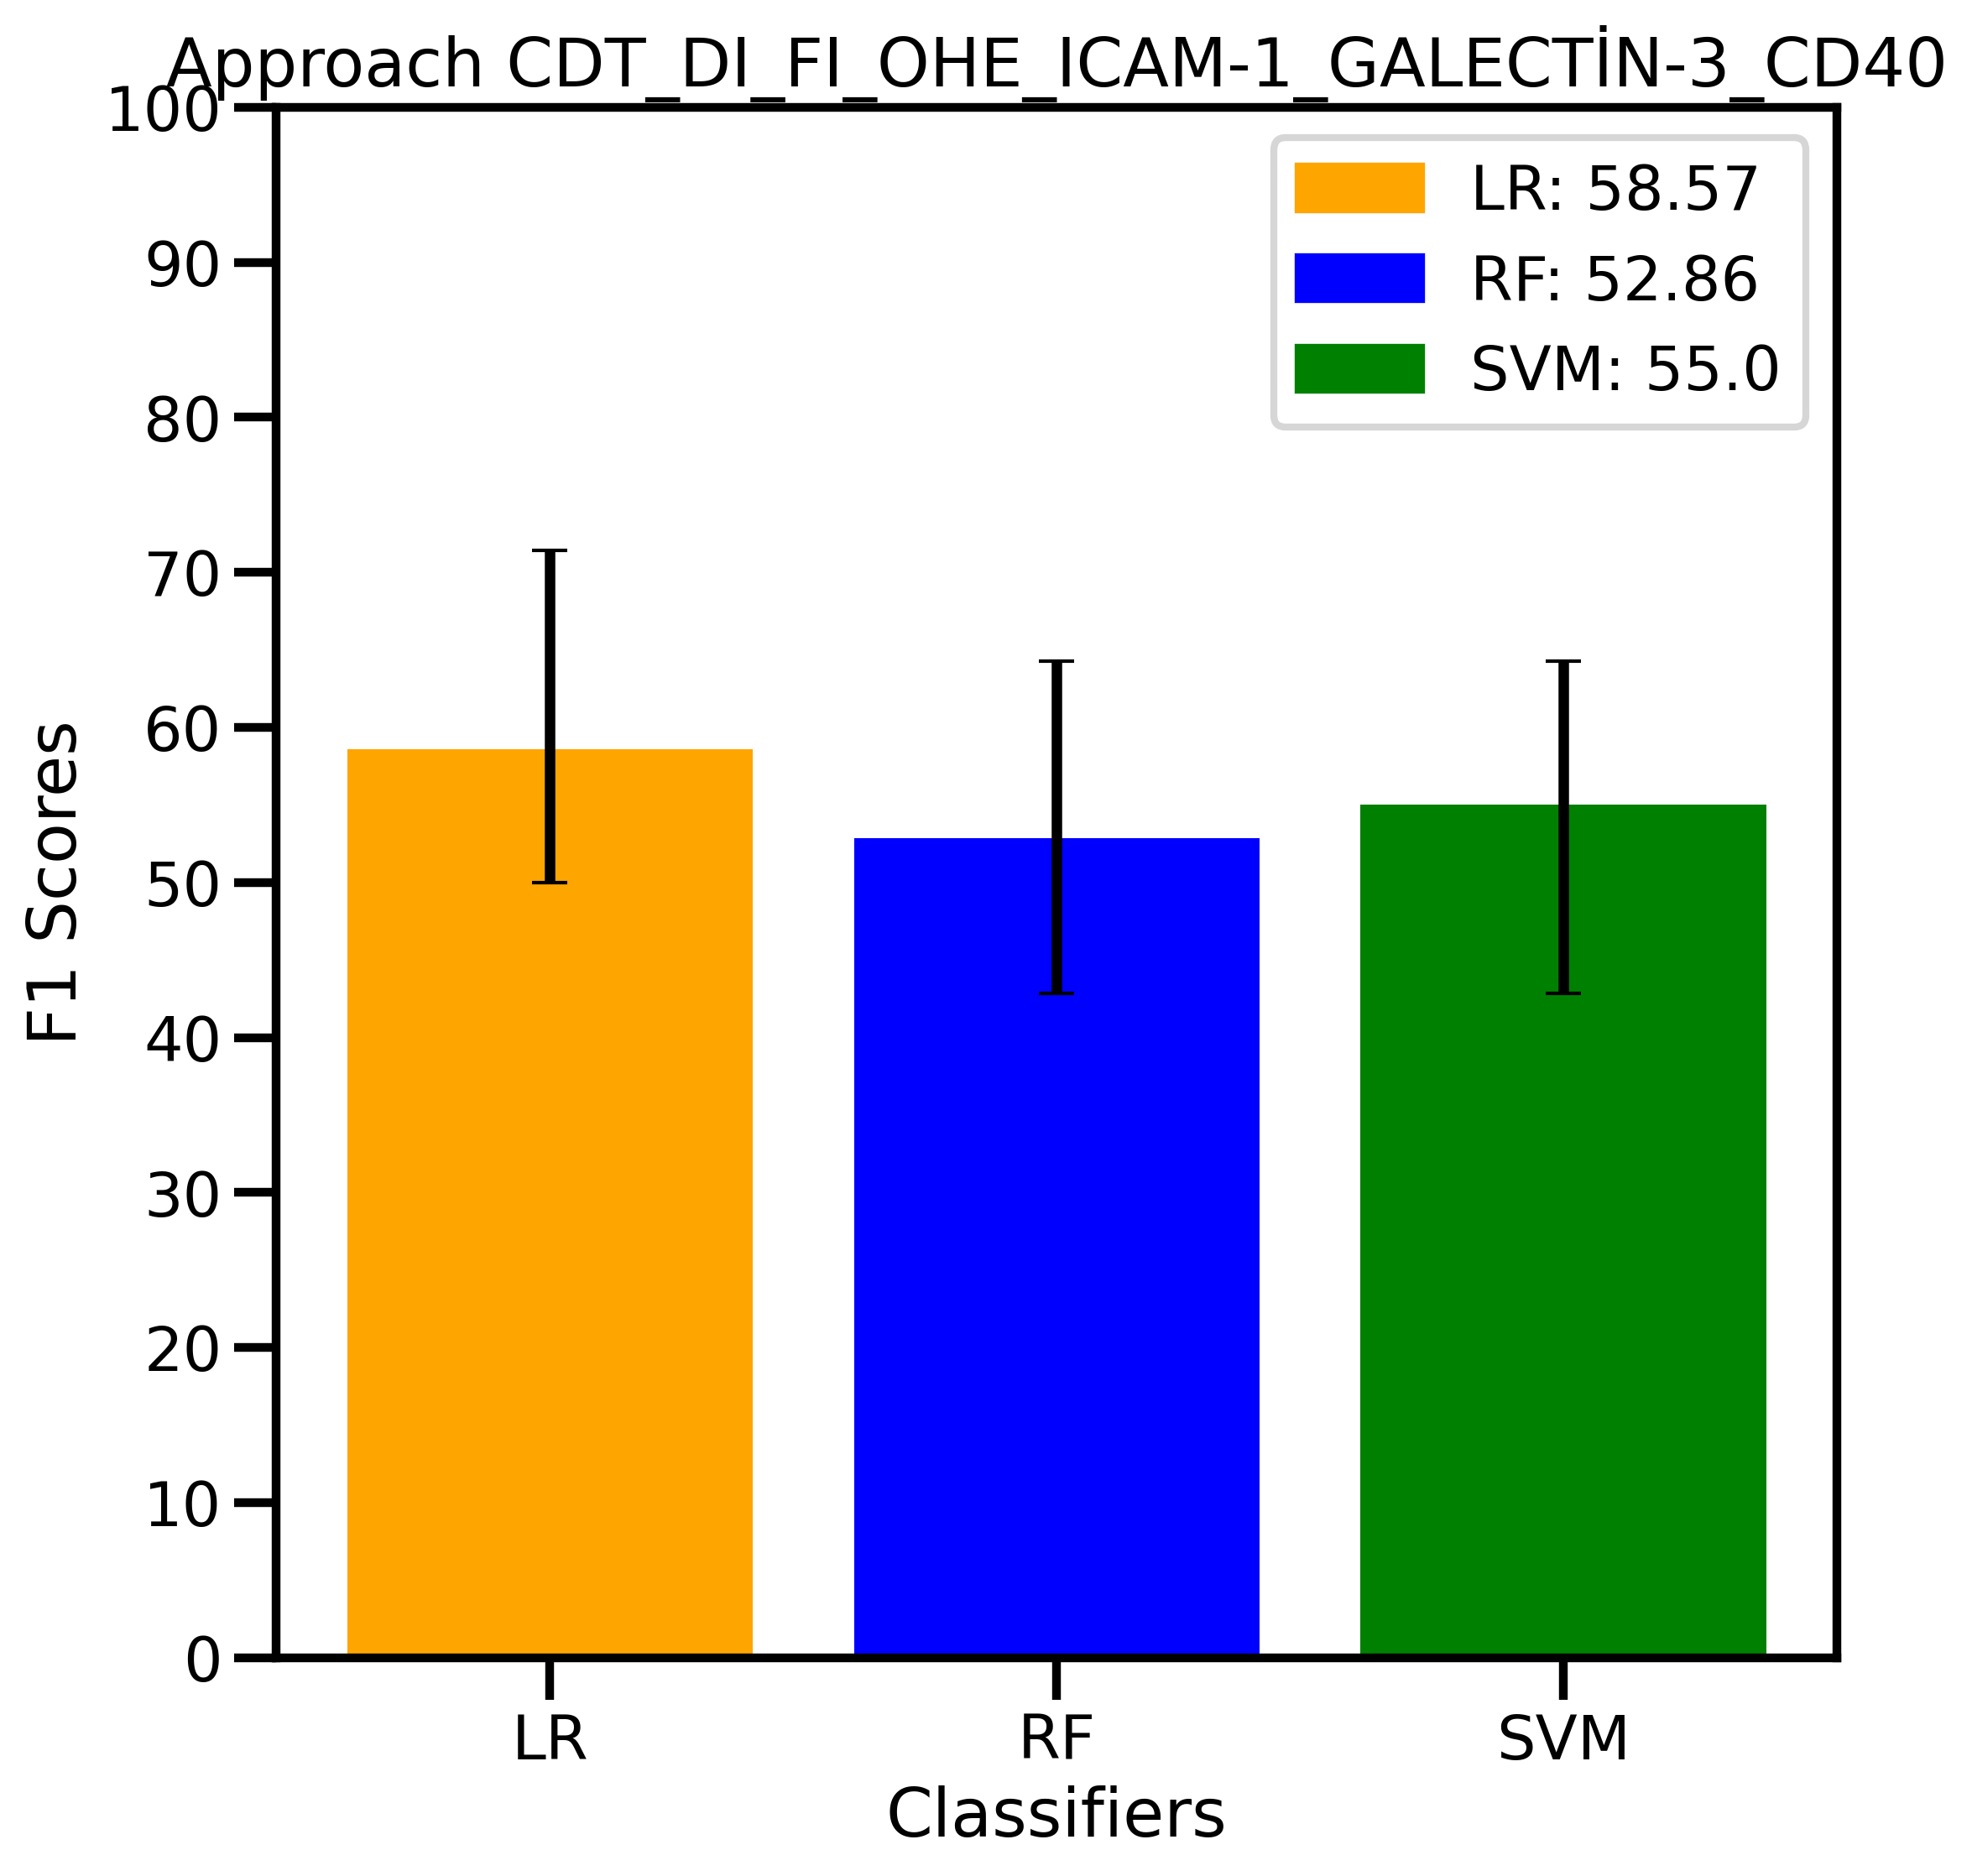 Approach CDT_DI_FI_OHE_ICAM-1_GALECTİN-3_CD40
100
90
80
70
60
50
40
30
20
10
0
F1 Scores
LR: 58.57
RF: 52.86
SVM: 55.0
LR
RF
SVM
Classifiers